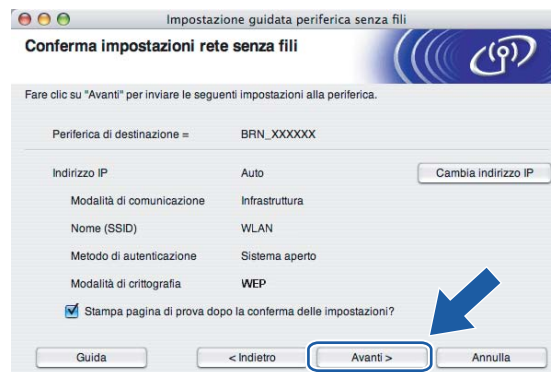 Impostazione guidata periferica senza fili
Conferma impostazioni rete senza fili
Fare clic su "Avanti" per inviare le seguenti impostazioni alla periferica.
Periferica di destinazione = BRN_XXXXXX
Indirizzo IP Auto Cambia indirizzo IP
Modalità di comunicazione Infrastruttura
Nome (SSID) WLAN
Metodo di autenticazione Sistema aperto
Modalità di crittografia WEP
Stampa pagina di prova dopo la conferma delle impostazioni?
Guida < Indietro Avanti > Annulla